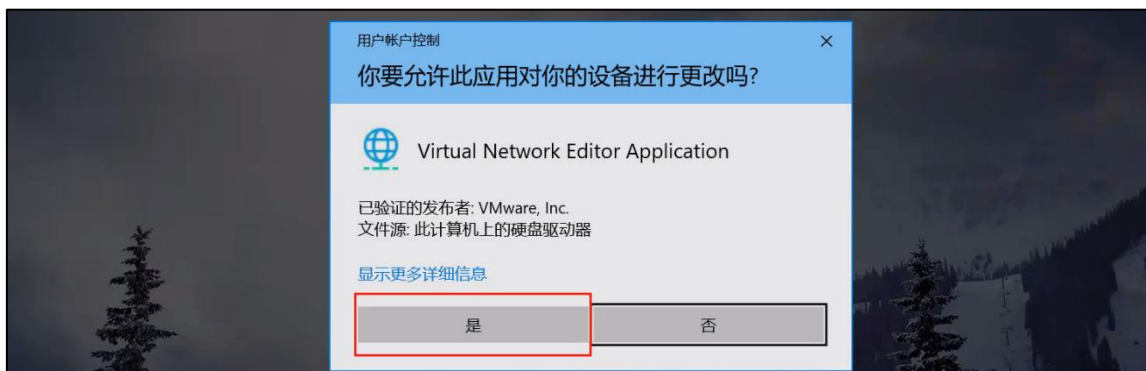 用户帐户控制
你要允许此应用对你的设备进行更改吗?
Virtual Network Editor Application
已验证的发布者: VMware, Inc.
文件源: 此计算机上的硬盘驱动器
显示更多详细信息
是
否